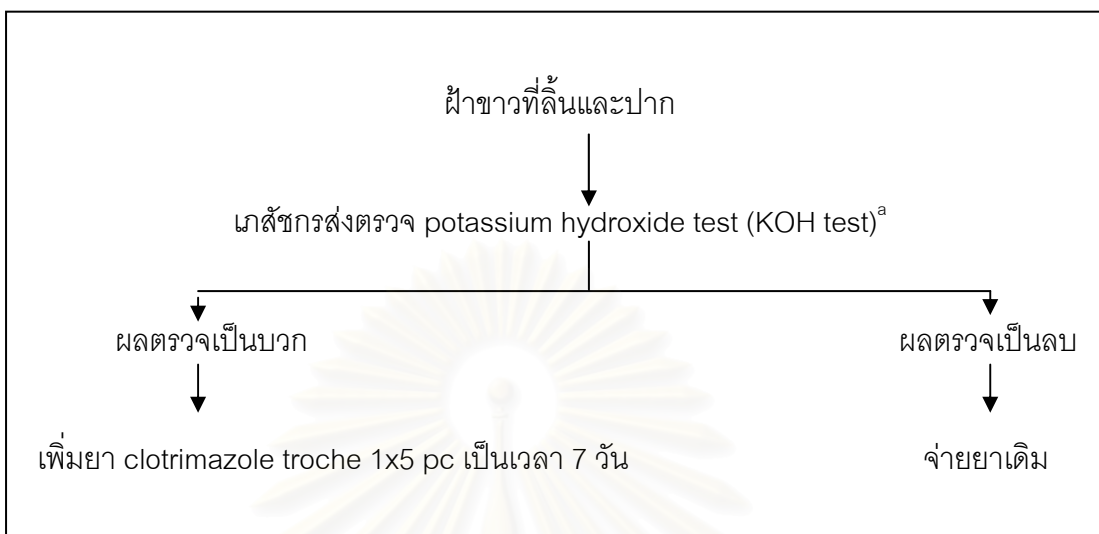 ฝ้าขาวที่ลิ้นและปาก
เภสัชกรส่งตรวจ potassium hydroxide test (KOH test)a
ผลตรวจเป็นบวก ผลตรวจเป็นลบ
เพิ่มยา clotrimazole troche 1x5 pc เป็นเวลา 7 วัน จ่ายยาเดิม